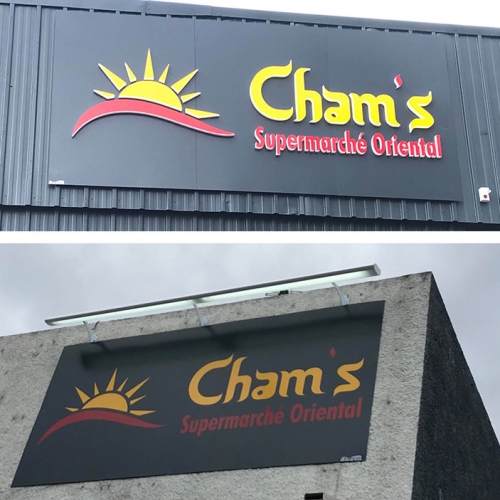 Cham's
Supermarché Oriental
Cham's
Supermarché Oriental